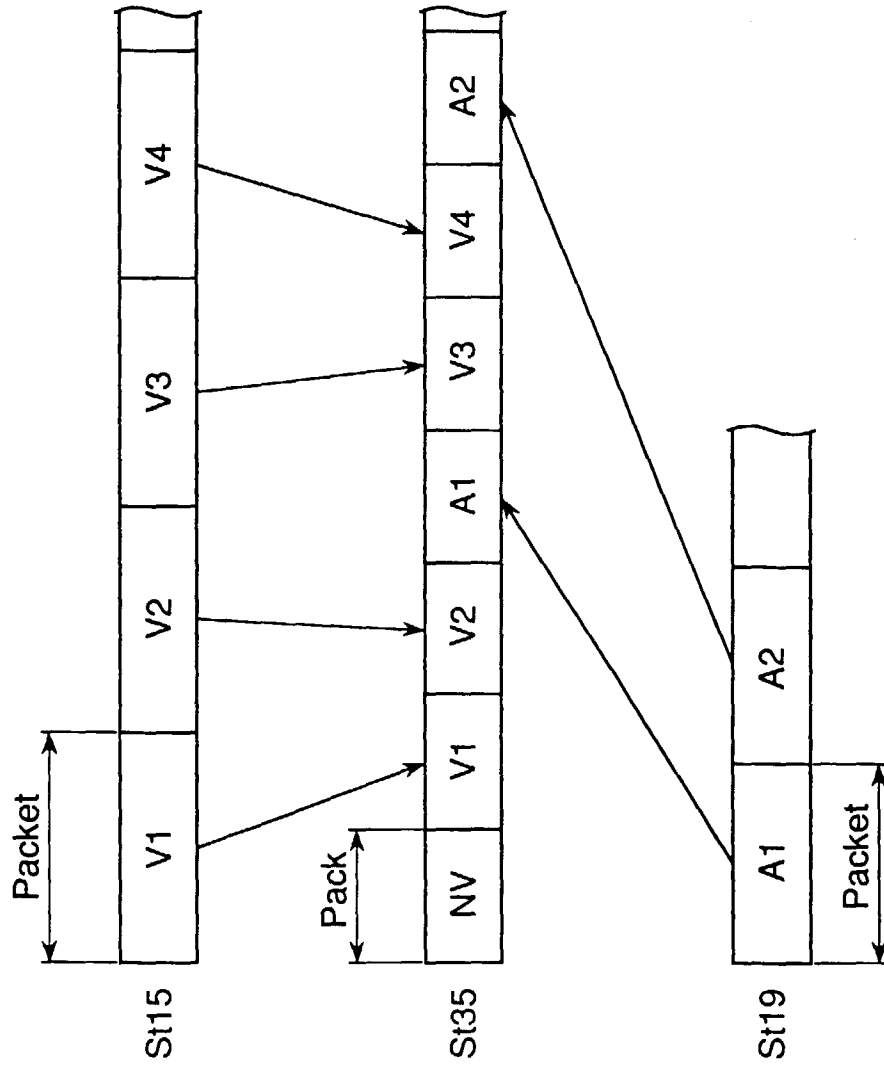 Packet
St15 V1 V2 V3 V4
Pack
St35 NV V1 V2 A1 V3 V4 A2
St19 A1 A2
Packet